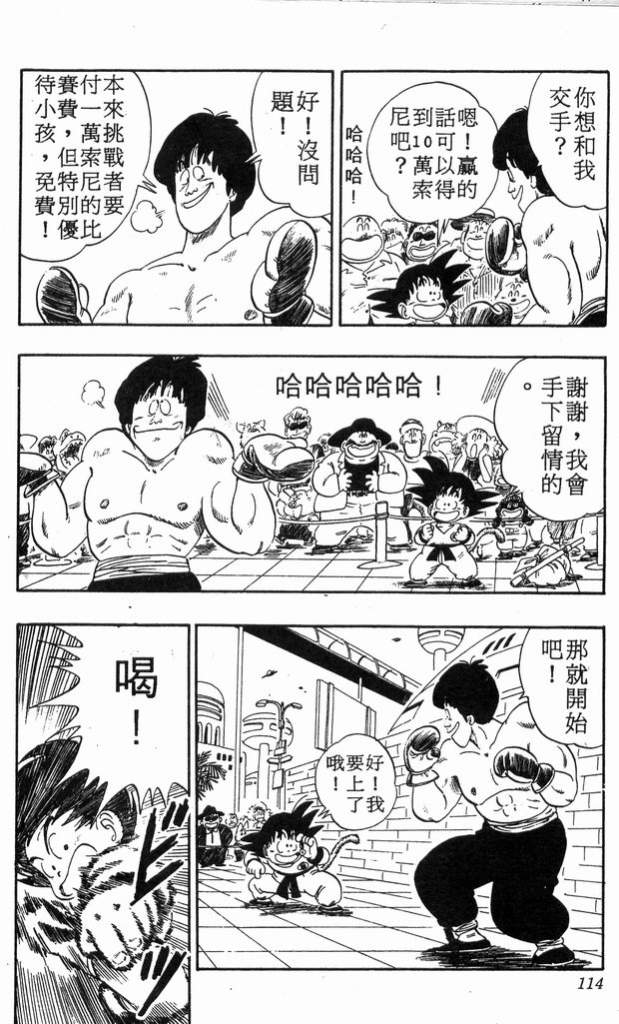 你想和我
交手？
嗯！贏的
話可以得
到10萬索
尼吧？
哈哈哈！
好！沒問
題！
本來挑戰者要
付一萬索尼的比
賽費，但特別優
待小孩，免費！
謝謝，我會
手下留情的
。
哈哈哈哈哈！
那就開始
吧！
好！我
要上了
哦！
喝！
114